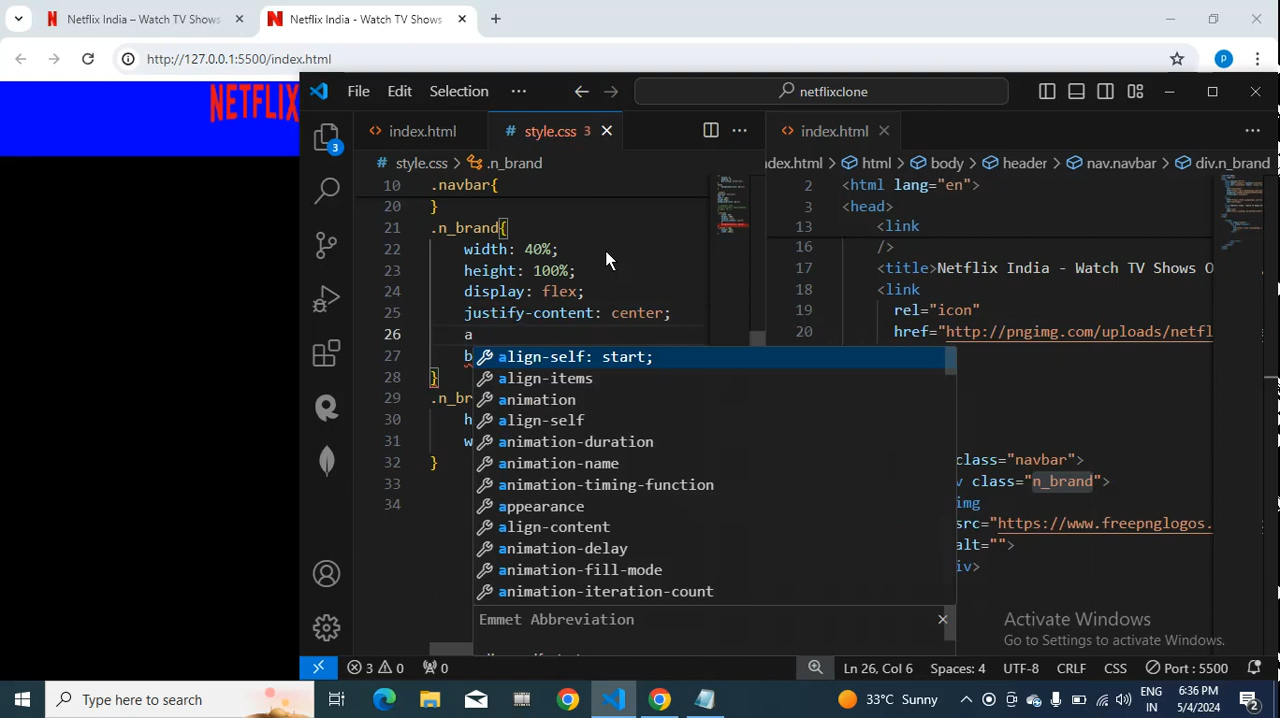 Netflix India – Watch TV Shows
Netflix India - Watch TV Shows
http://127.0.0.1:5500/index.html
P
NETFLIX
File Edit Selection ···
netflixclone
index.html
style.css 3
index.html
style.css > .n_brand
index.html > html > body > header > nav.navbar > div.n_brand
3
10 .navbar{
20 }
21 .n_brand{
22 width: 40%;
23 height: 100%;
24 display: flex;
25 justify-content: center;
26 a
27 b
28 }
29 .n_br
30 h
31 w
32 }
33
34
align-self: start;
align-items
animation
align-self
animation-duration
animation-name
animation-timing-function
appearance
align-content
animation-delay
animation-fill-mode
animation-iteration-count
Emmet Abbreviation
2 <html lang="en">
3 <head>
13 <link
16 />
17 <title>Netflix India - Watch TV Shows O
18 <link
19 rel="icon"
20 href="http://pngimg.com/uploads/netfl
class="navbar">
v class="n_brand">
img
src="https://www.freepnglogos.
alt="">
iv>
Activate Windows
Go to Settings to activate Windows.
3 0 0 Ln 26, Col 6 Spaces: 4 UTF-8 CRLF CSS Port : 5500
Type here to search
33°C Sunny
ENG
IN
5:36 PM
5/4/2024
2